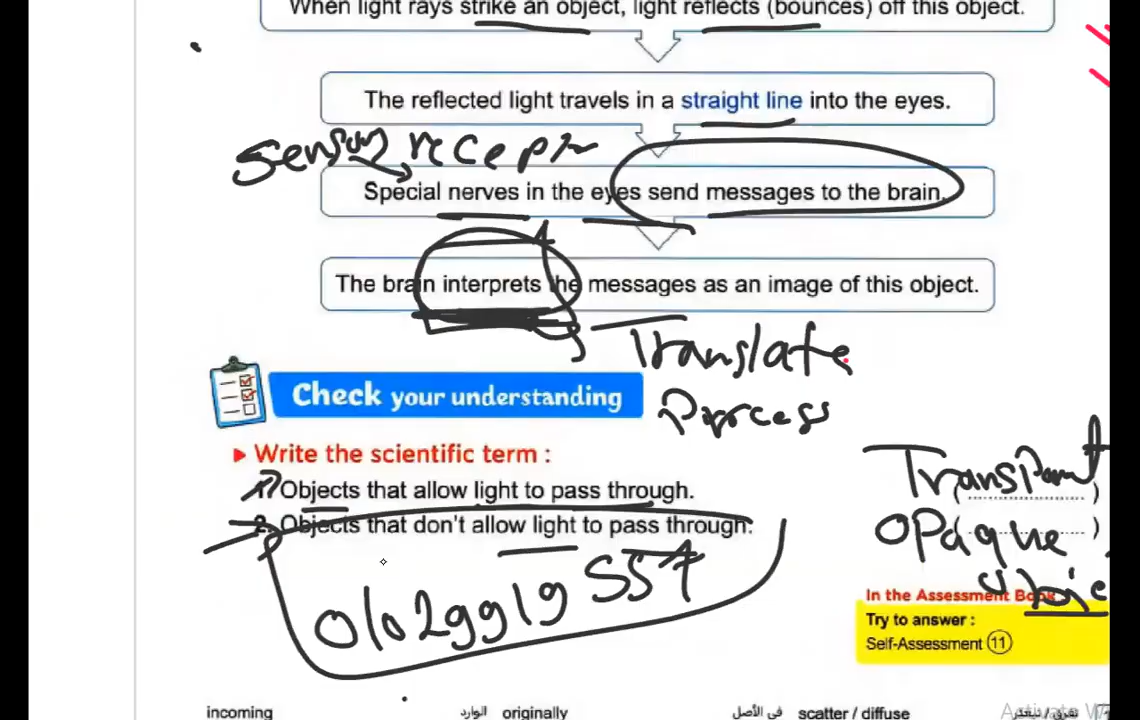 When light rays strike an object, light reflects (bounces) off this object.
The reflected light travels in a straight line into the eyes.
Sensory receptr
Special nerves in the eyes send messages to the brain.
The brain interprets the messages as an image of this object.
Translate
Process
Check your understanding
Write the scientific term :
1. Objects that allow light to pass through. (..............)
Transparent
2. Objects that don't allow light to pass through. (..............)
Opaque
01029919557
In the Assessment Book
Try to answer :
Self-Assessment 11
incoming الوارد originally في الأصل scatter / diffuse